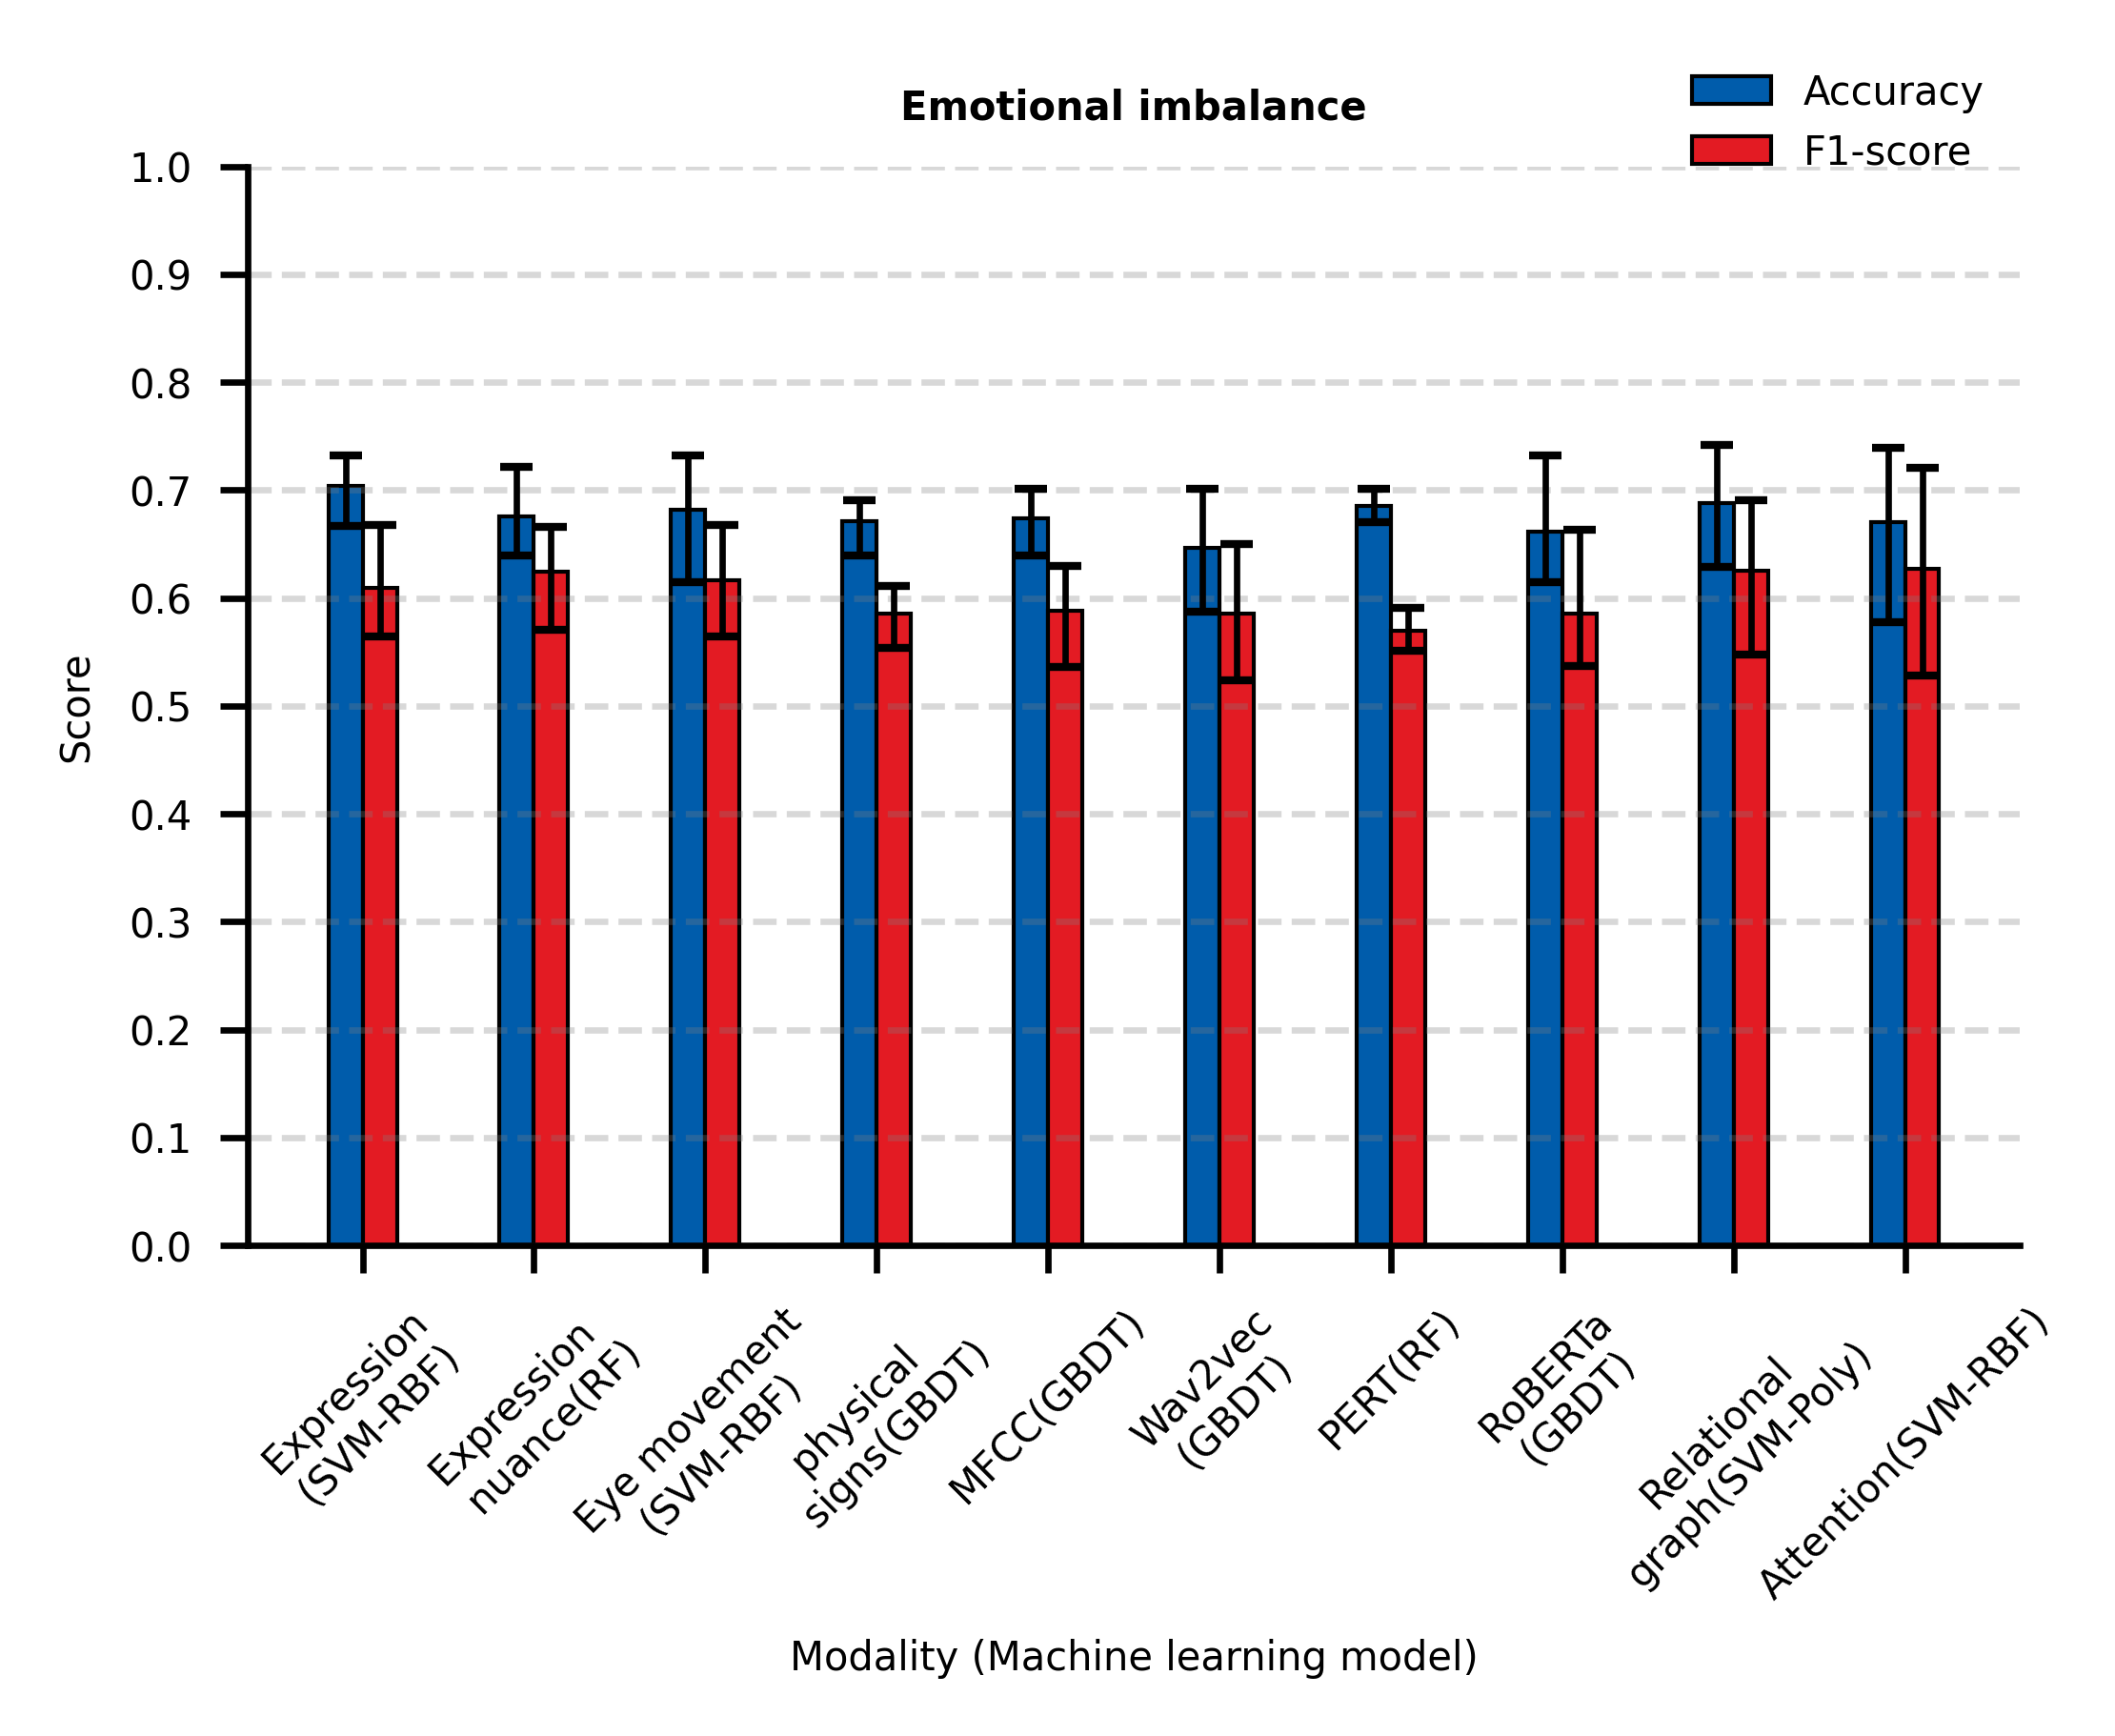 Emotional imbalance
Accuracy
F1-score
1.0
0.9
0.8
0.7
0.6
0.5
0.4
0.3
0.2
0.1
0.0
Score
Expression
(SVM-RBF)
Expression
nuance(RF)
Eye movement
(SVM-RBF)
physical
signs(GBDT)
MFCC(GBDT)
Wav2vec
(GBDT)
PERT(RF)
RoBERTa
(GBDT)
Relational
graph(SVM-Poly)
Attention(SVM-RBF)
Modality (Machine learning model)